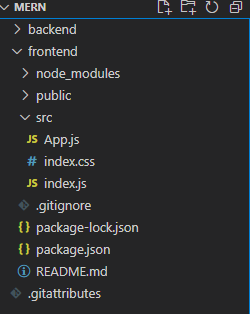 MERN
backend
frontend
node_modules
public
src
JS App.js
# index.css
JS index.js
.gitignore
{} package-lock.json
{} package.json
README.md
.gitattributes